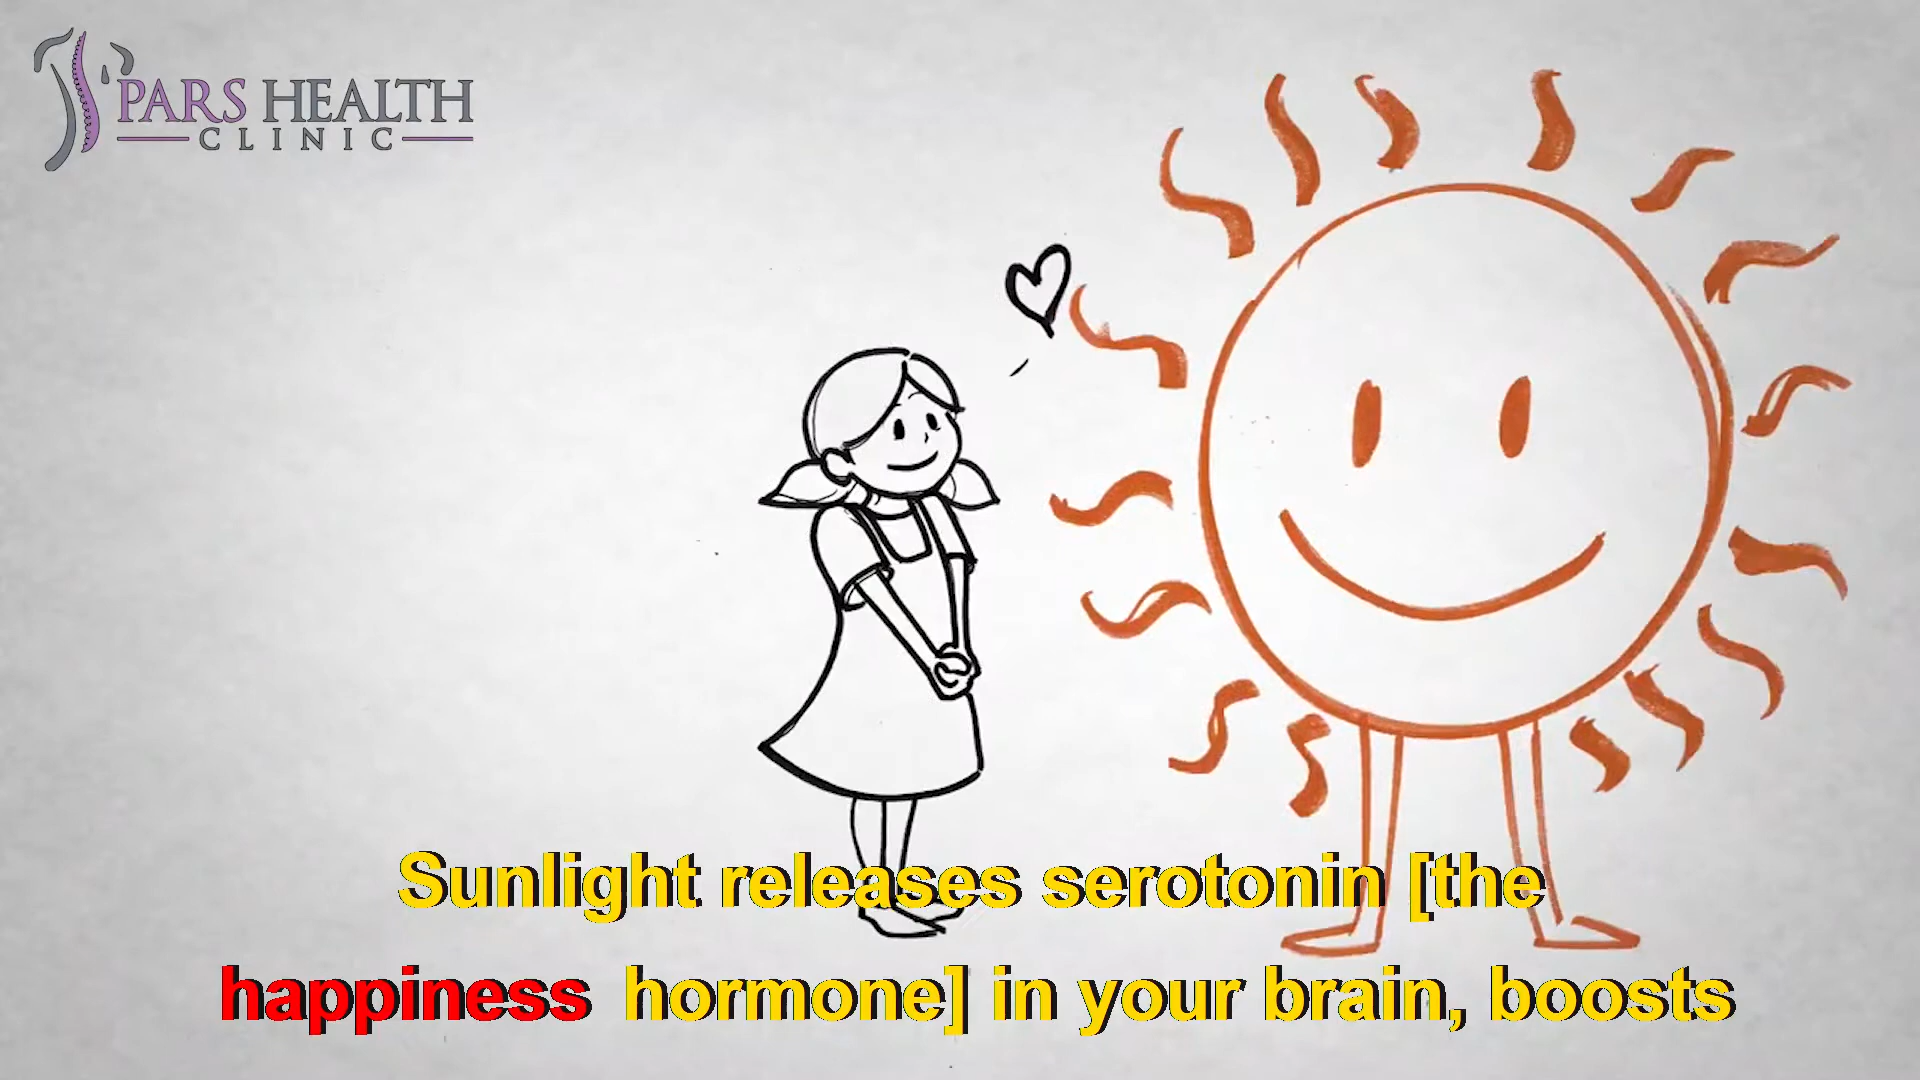 PARS HEALTH
CLINIC
Sunlight releases serotonin [the
happiness hormone] in your brain, boosts